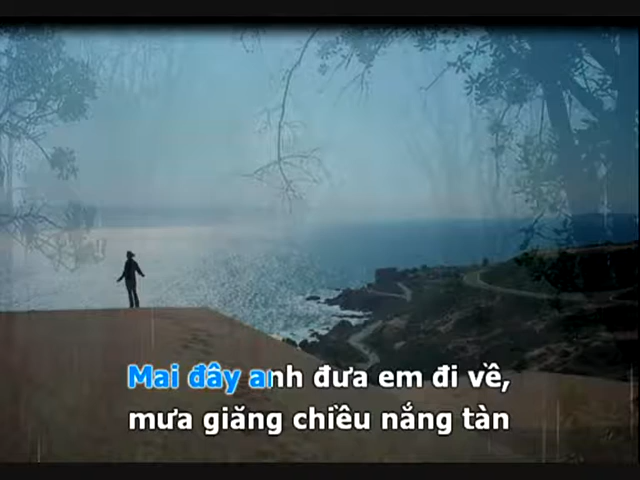 Mai đây anh đưa em đi về,
mưa giăng chiều nắng tàn